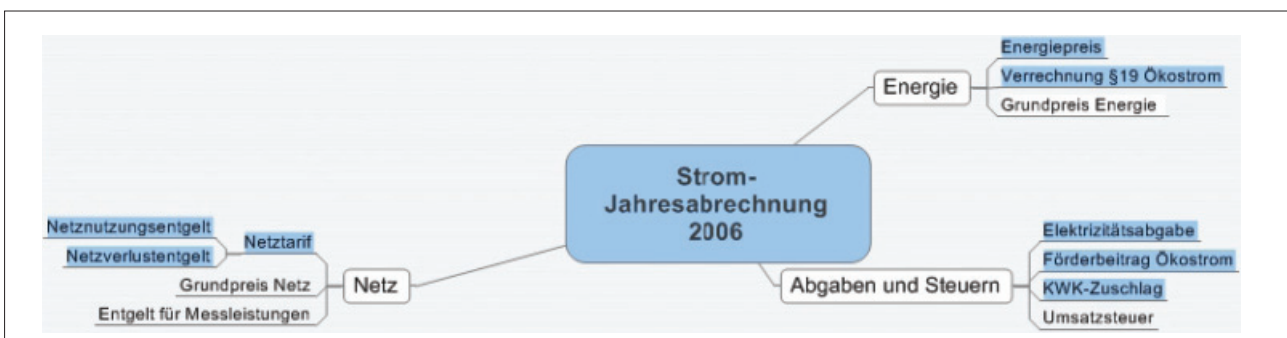 Energiepreis
Verrechnung §19 Ökostrom
Grundpreis Energie
Energie
Strom-
Jahresabrechnung
2006
Netznutzungsentgelt
Netzverlustentgelt
Netztarif
Grundpreis Netz
Entgelt für Messleistungen
Netz
Abgaben und Steuern
Elektrizitätsabgabe
Förderbeitrag Ökostrom
KWK-Zuschlag
Umsatzsteuer